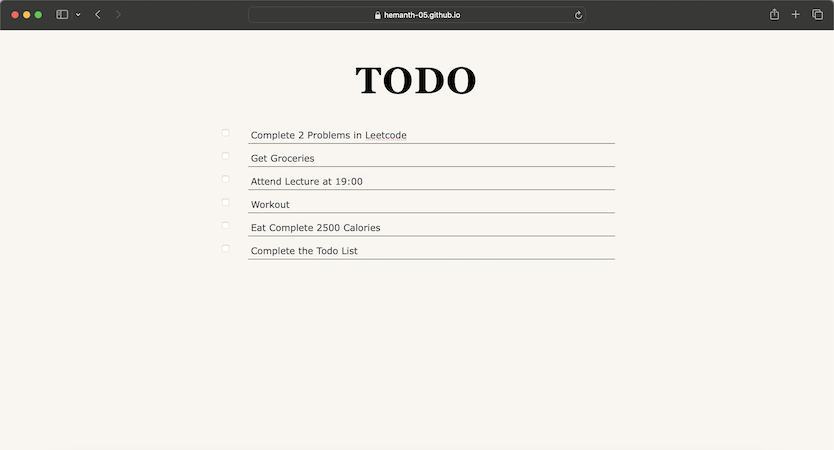 hemanth-05.github.io
TODO
Complete 2 Problems in Leetcode
Get Groceries
Attend Lecture at 19:00
Workout
Eat Complete 2500 Calories
Complete the Todo List